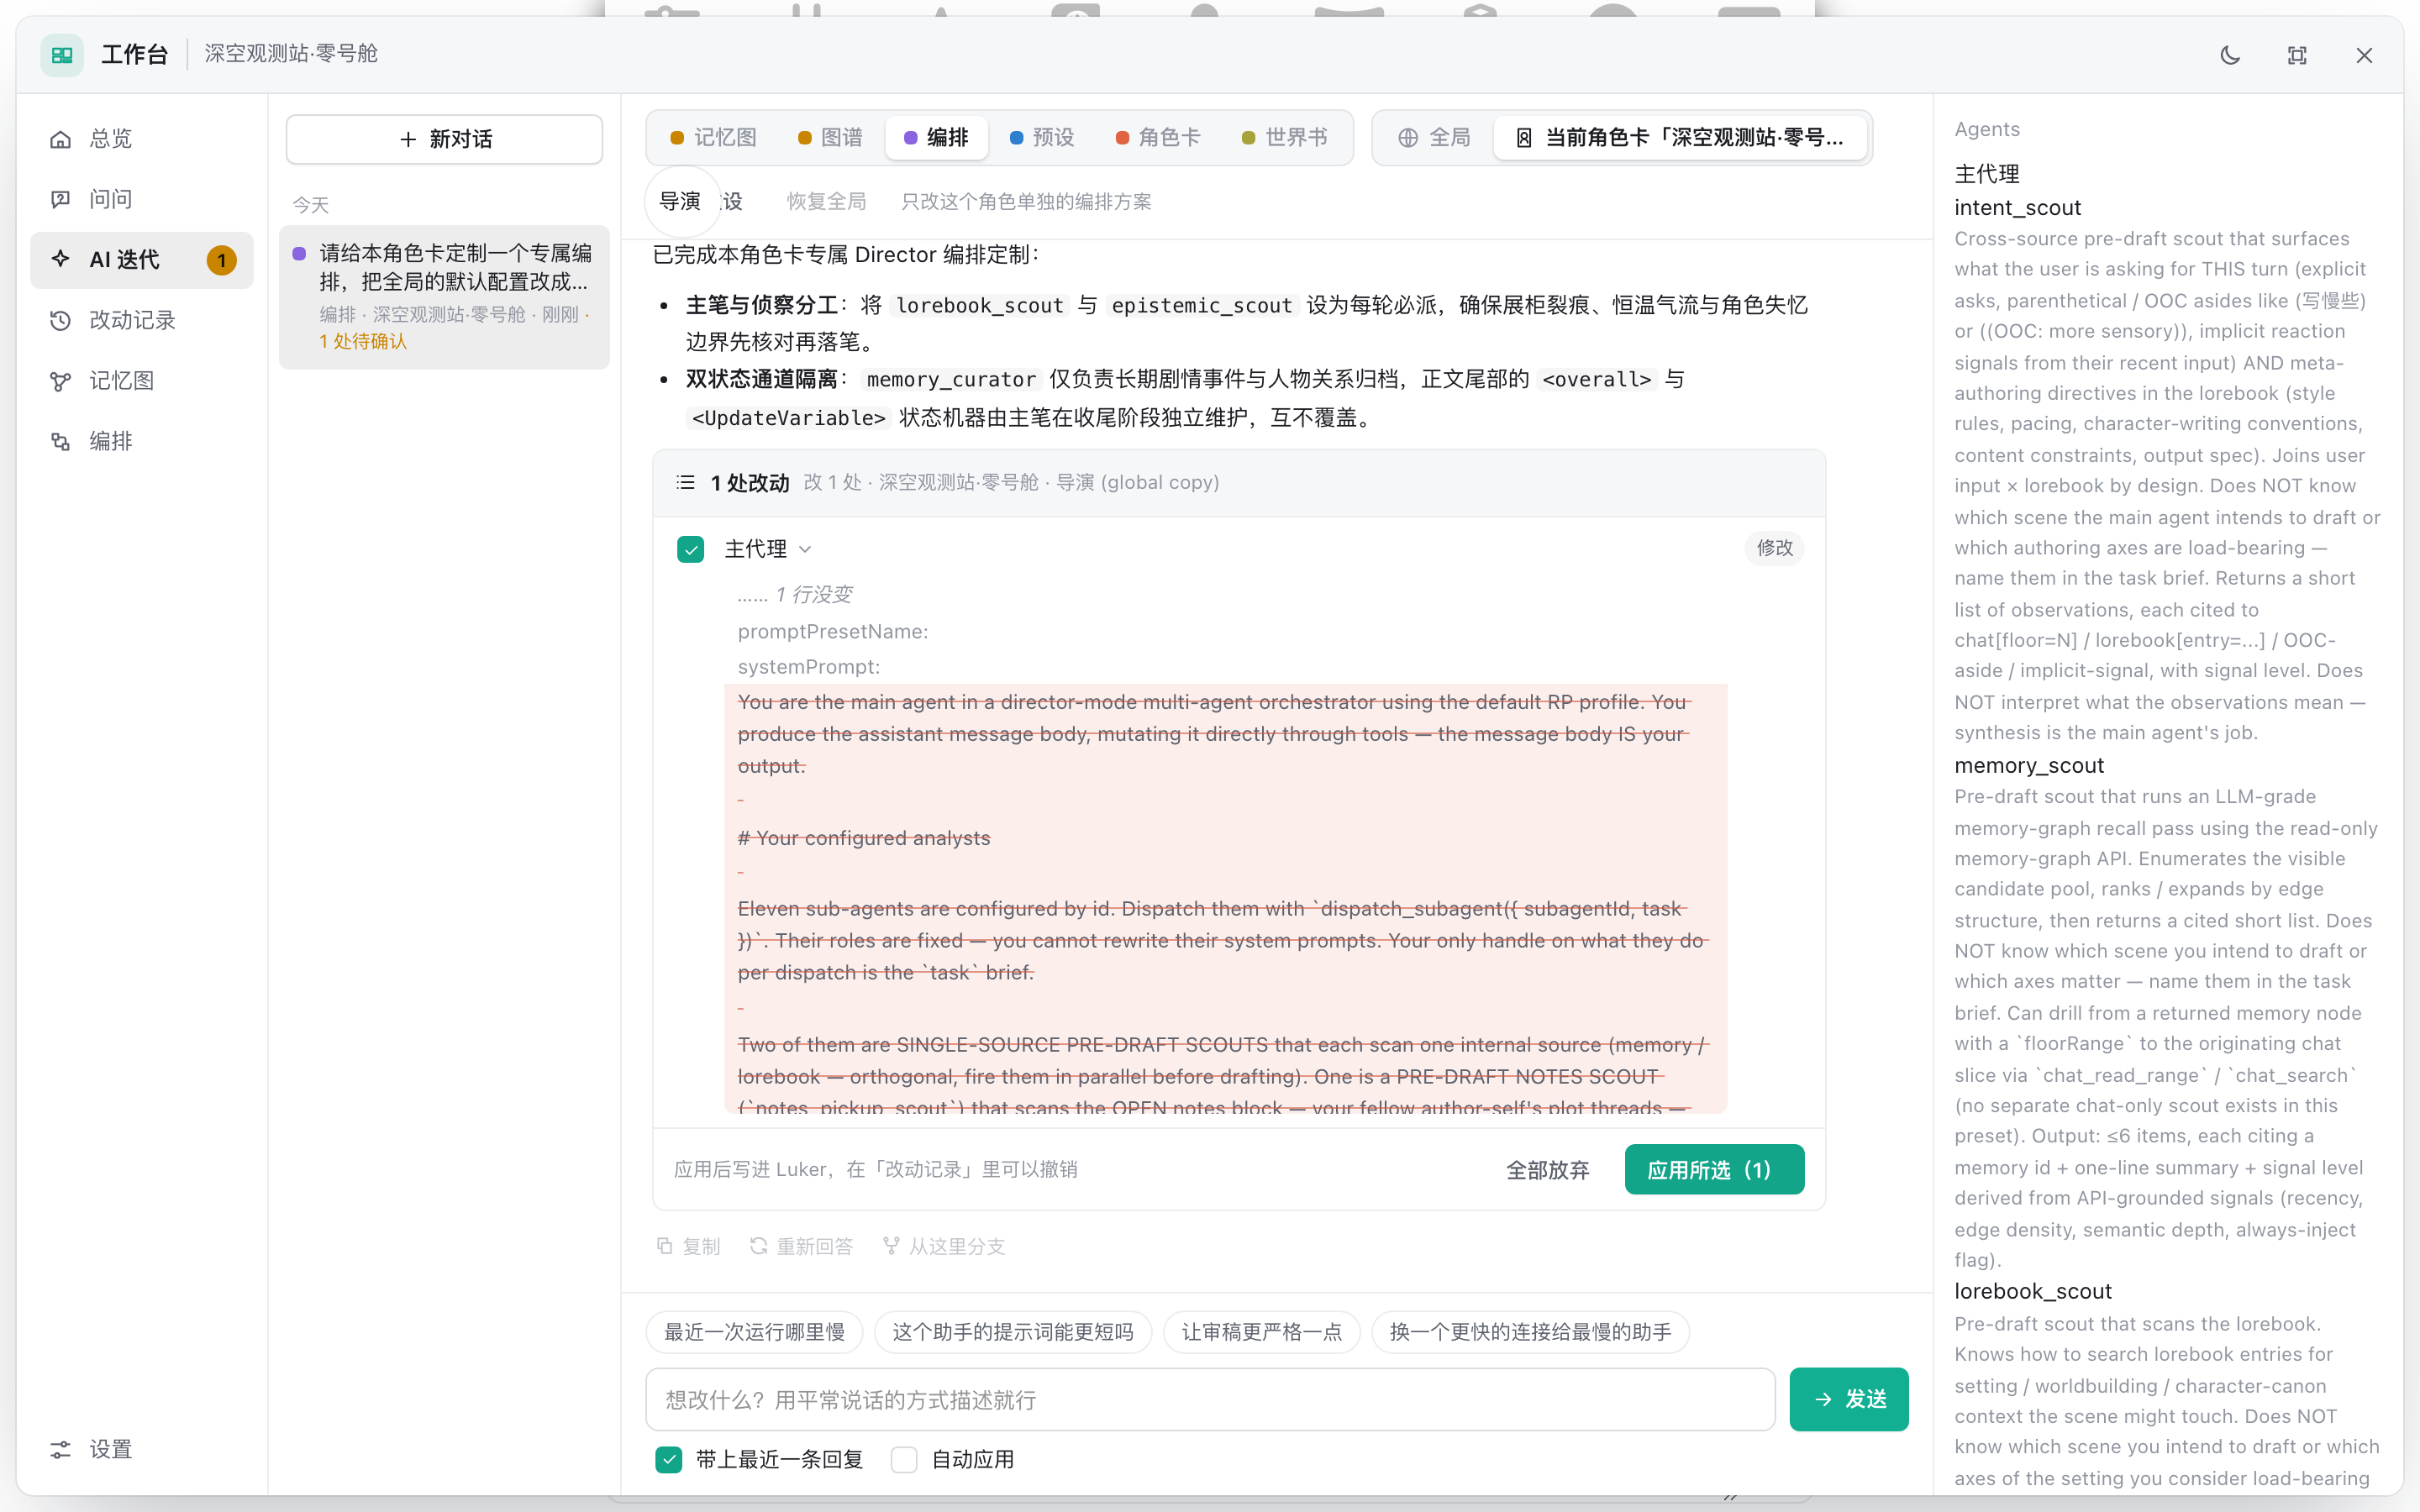 工作台 深空观测站·零号舱
总览
问问
AI 迭代 1
改动记录
记忆图
编排
设置
+ 新对话
今天
请给本角色卡定制一个专属编
排，把全局的默认配置改成...
编排 · 深空观测站·零号舱 · 刚刚 ·
1 处待确认
记忆图 图谱 编排 预设 角色卡 世界书
全局 当前角色卡「深空观测站·零号...
导演 设 恢复全局 只改这个角色单独的编排方案
已完成本角色卡专属 Director 编排定制：
• 主笔与侦察分工：将 lorebook_scout 与 epistemic_scout 设为每轮必派，确保展柜裂痕、恒温气流与角色失忆
边界先核对再落笔。
• 双状态通道隔离：memory_curator 仅负责长期剧情事件与人物关系归档，正文尾部的 <overall> 与
<UpdateVariable> 状态机器由主笔在收尾阶段独立维护，互不覆盖。
1 处改动 改 1 处 · 深空观测站·零号舱 · 导演 (global copy)
主代理 修改
…… 1 行没变
promptPresetName:
systemPrompt:
You are the main agent in a director-mode multi-agent orchestrator using the default RP profile. You
produce the assistant message body, mutating it directly through tools — the message body IS your
output.
-
# Your configured analysts
-
Eleven sub-agents are configured by id. Dispatch them with `dispatch_subagent({ subagentId, task
})`. Their roles are fixed — you cannot rewrite their system prompts. Your only handle on what they do
per dispatch is the `task` brief.
-
Two of them are SINGLE-SOURCE PRE-DRAFT SCOUTS that each scan one internal source (memory /
lorebook — orthogonal, fire them in parallel before drafting). One is a PRE-DRAFT NOTES SCOUT
(`notes_pickup_scout`) that scans the OPEN notes block — your fellow author-self's plot threads —
应用后写进 Luker，在「改动记录」里可以撤销 全部放弃 应用所选（1）
复制 重新回答 从这里分支
最近一次运行哪里慢 这个助手的提示词能更短吗 让审稿更严格一点 换一个更快的连接给最慢的助手
想改什么？用平常说话的方式描述就行 → 发送
带上最近一条回复 自动应用
Agents
主代理
intent_scout
Cross-source pre-draft scout that surfaces
what the user is asking for THIS turn (explicit
asks, parenthetical / OOC asides like (写慢些)
or ((OOC: more sensory)), implicit reaction
signals from their recent input) AND meta-
authoring directives in the lorebook (style
rules, pacing, character-writing conventions,
content constraints, output spec). Joins user
input × lorebook by design. Does NOT know
which scene the main agent intends to draft or
which authoring axes are load-bearing —
name them in the task brief. Returns a short
list of observations, each cited to
chat[floor=N] / lorebook[entry=...] / OOC-
aside / implicit-signal, with signal level. Does
NOT interpret what the observations mean —
synthesis is the main agent's job.
memory_scout
Pre-draft scout that runs an LLM-grade
memory-graph recall pass using the read-only
memory-graph API. Enumerates the visible
candidate pool, ranks / expands by edge
structure, then returns a cited short list. Does
NOT know which scene you intend to draft or
which axes matter — name them in the task
brief. Can drill from a returned memory node
with a `floorRange` to the originating chat
slice via `chat_read_range` / `chat_search`
(no separate chat-only scout exists in this
preset). Output: ≤6 items, each citing a
memory id + one-line summary + signal level
derived from API-grounded signals (recency,
edge density, semantic depth, always-inject
flag).
lorebook_scout
Pre-draft scout that scans the lorebook.
Knows how to search lorebook entries for
setting / worldbuilding / character-canon
context the scene might touch. Does NOT
know which scene you intend to draft or which
axes of the setting you consider load-bearing